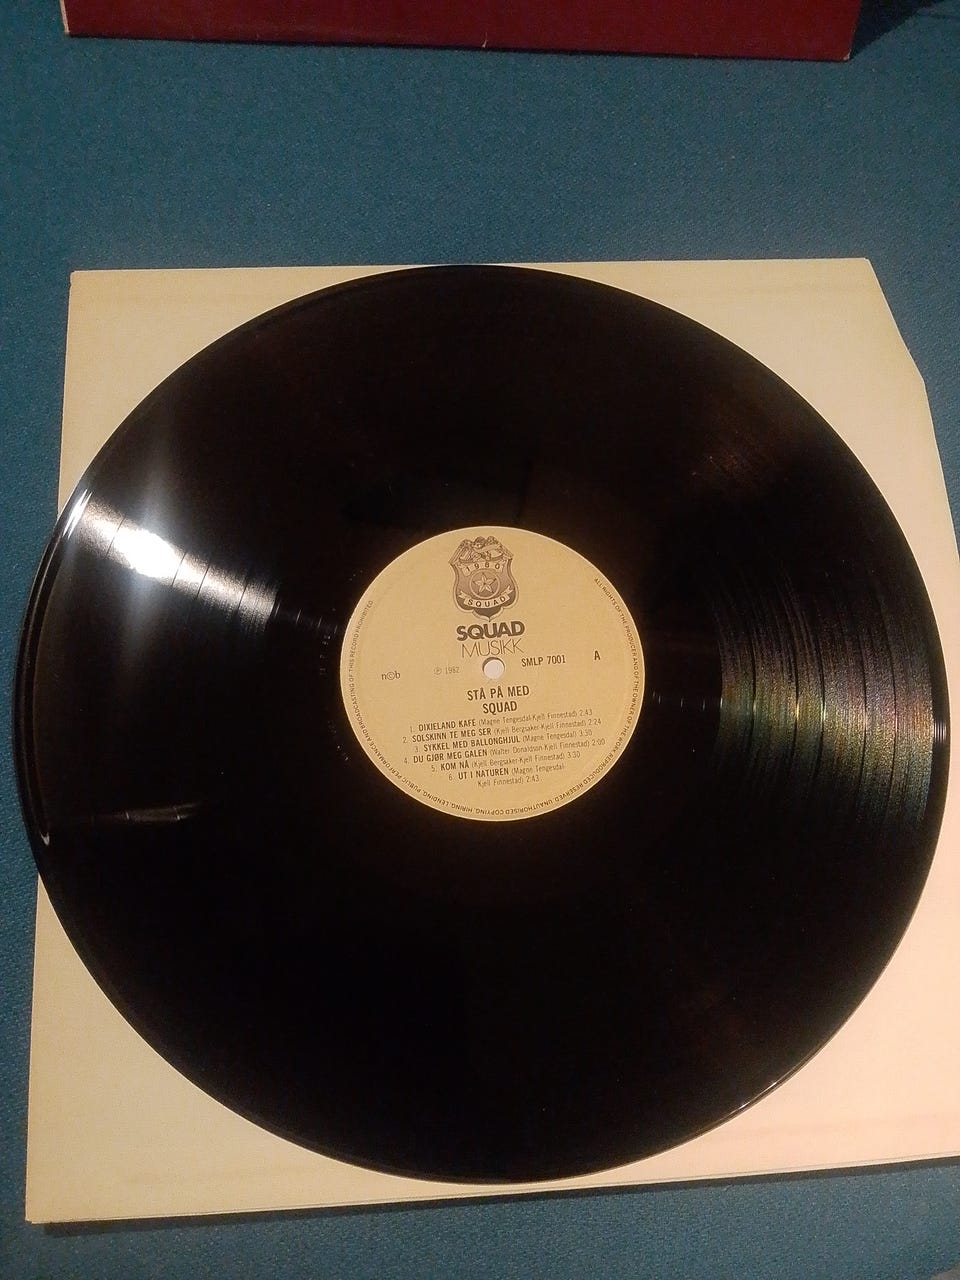 1980
SQUAD
SQUAD
MUSIKK
n©b
℗ 1982
SMLP 7001
A
STÅ PÅ MED
SQUAD
1. DIXIELAND KAFÉ (Magne Tengesdal-Kjell Finnestad) 2:43
2. SOLSKINN TE MEG SER (Kjell Bergsaker-Kjell Finnestad) 2:24
3. SYKKEL MED BALLONGHJUL (Magne Tengesdal) 3:30
4. DU GJØR MEG GALEN (Walter Donaldson-Kjell Finnestad) 2:00
5. KOM NÅ (Kjell Bergsaker-Kjell Finnestad) 3:30
6. UT I NATUREN (Magne Tengesdal-
Kjell Finnestad) 2:43
ALL RIGHTS OF THE PRODUCER AND OF THE OWNER OF THE WORK REPRODUCED RESERVED. UNAUTHORISED COPYING, HIRING, LENDING, PUBLIC PERFORMANCE AND BROADCASTING OF THIS RECORD PROHIBITED